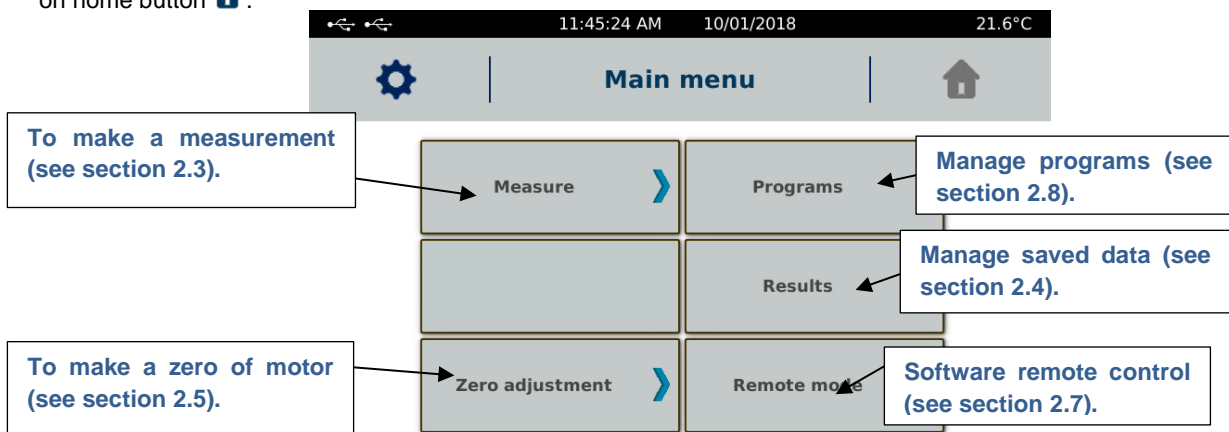 on home button .
11:45:24 AM 10/01/2018 21.6°C
Main menu
To make a measurement
(see section 2.3).
Measure
Programs
Manage programs (see
section 2.8).
Results
Manage saved data (see
section 2.4).
To make a zero of motor
(see section 2.5).
Zero adjustment
Remote mode
Software remote control
(see section 2.7).